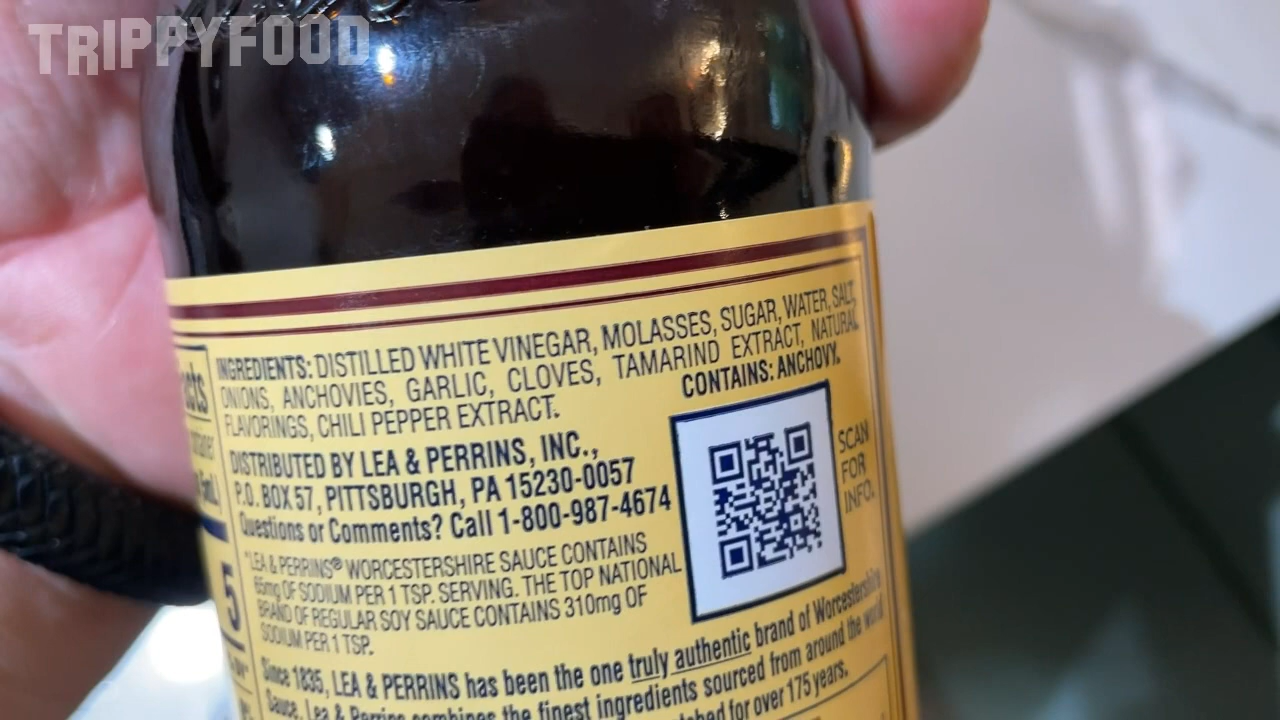 TRIPPYFOOD
INGREDIENTS: DISTILLED WHITE VINEGAR, MOLASSES, SUGAR, WATER, SALT,
ONIONS, ANCHOVIES, GARLIC, CLOVES, TAMARIND EXTRACT, NATURAL
FLAVORINGS, CHILI PEPPER EXTRACT.
CONTAINS: ANCHOVY.
DISTRIBUTED BY LEA & PERRINS, INC.,
P.O. BOX 57, PITTSBURGH, PA 15230-0057
Questions or Comments? Call 1-800-987-4674
SCAN
FOR
INFO.
*LEA & PERRINS® WORCESTERSHIRE SAUCE CONTAINS
65mg OF SODIUM PER 1 TSP. SERVING. THE TOP NATIONAL
BRAND OF REGULAR SOY SAUCE CONTAINS 310mg OF
SODIUM PER 1 TSP.
5
Since 1835, LEA & PERRINS has been the one truly authentic brand of Worcestershire
Sauce. Lea & Perrins combines the finest ingredients sourced from around the world
for over 175 years.